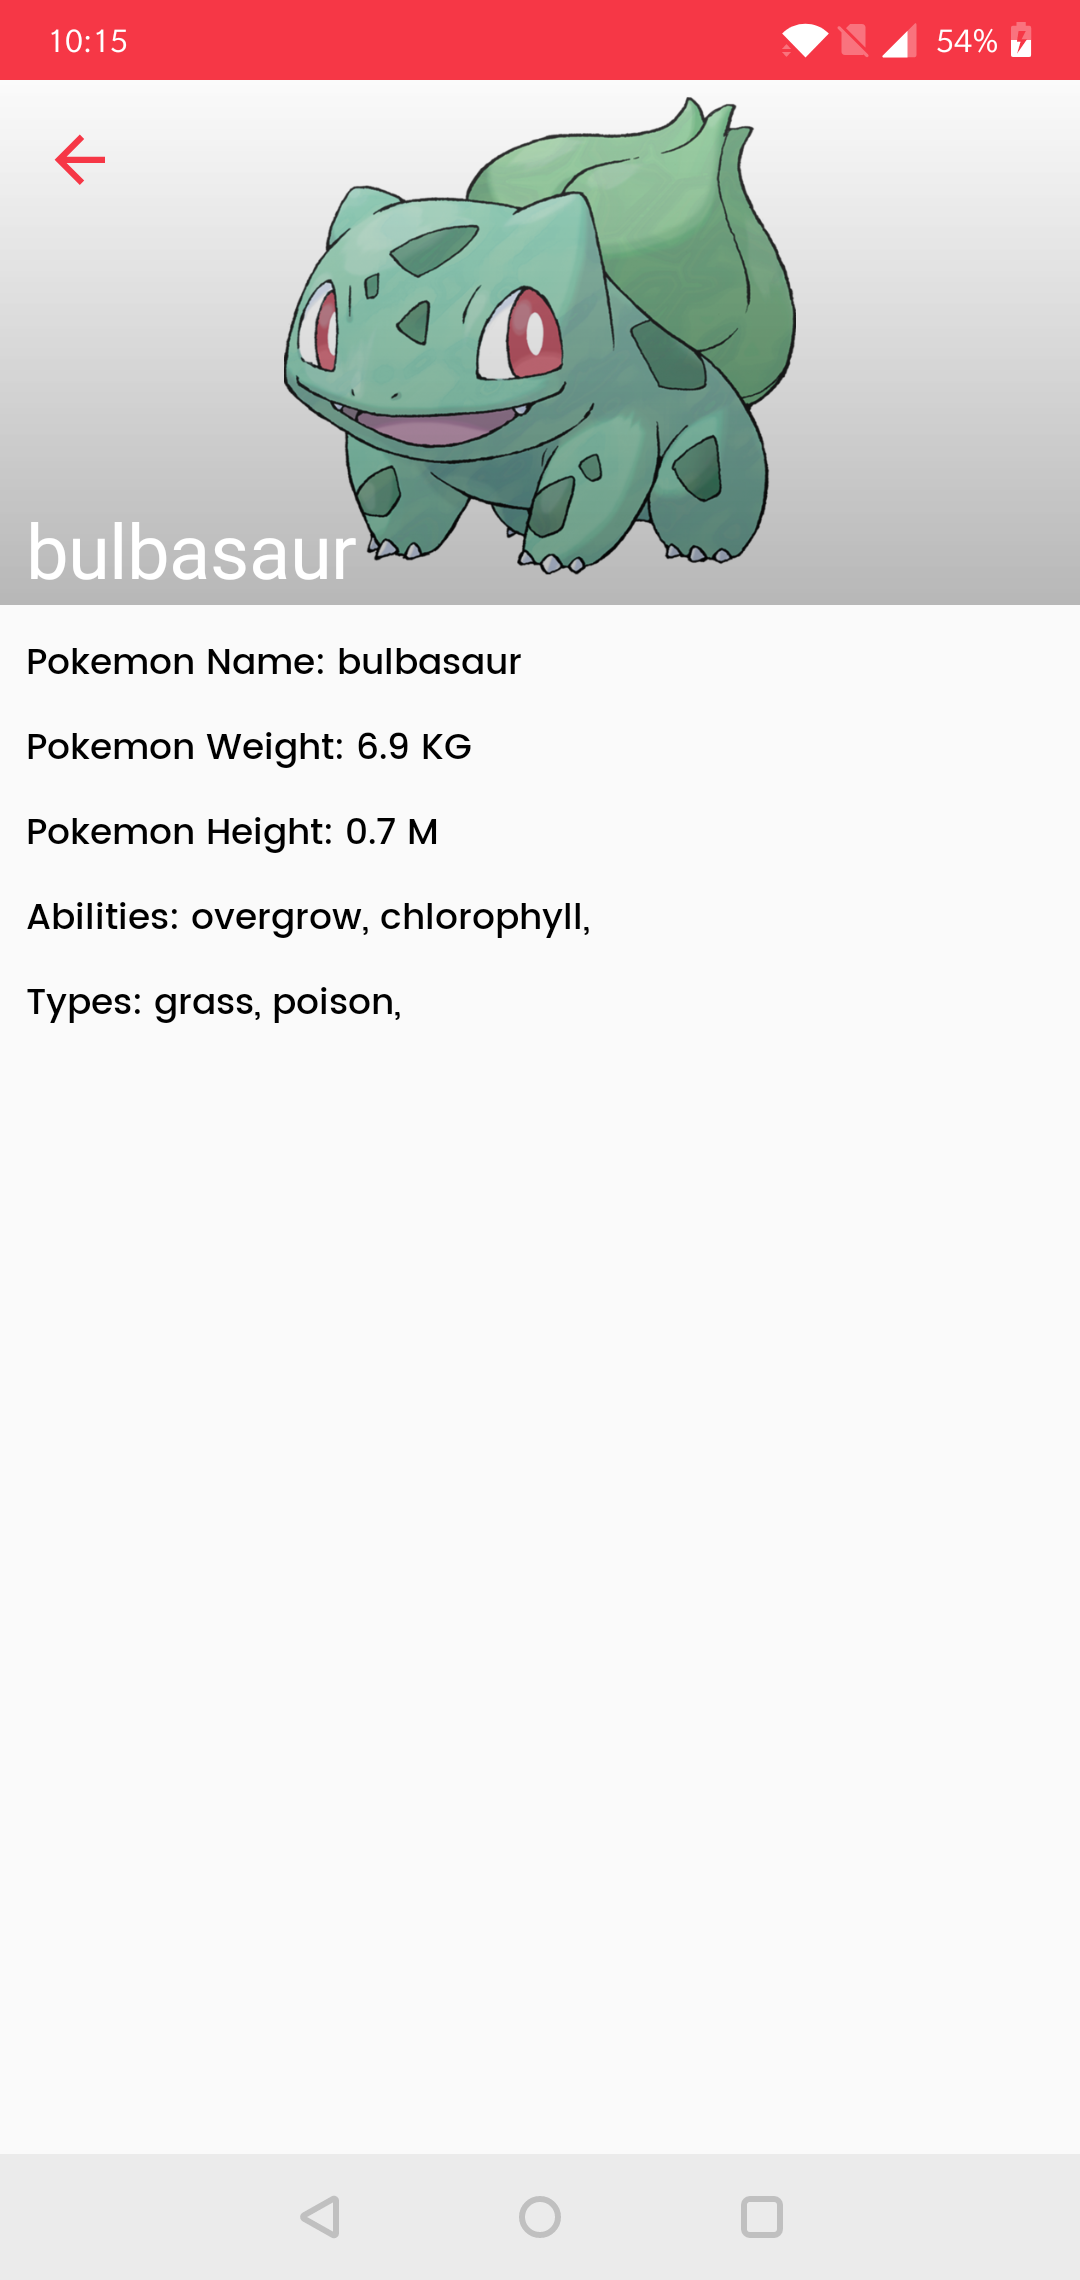 10:15
54%
bulbasaur
Pokemon Name: bulbasaur
Pokemon Weight: 6.9 KG
Pokemon Height: 0.7 M
Abilities: overgrow, chlorophyll,
Types: grass, poison,